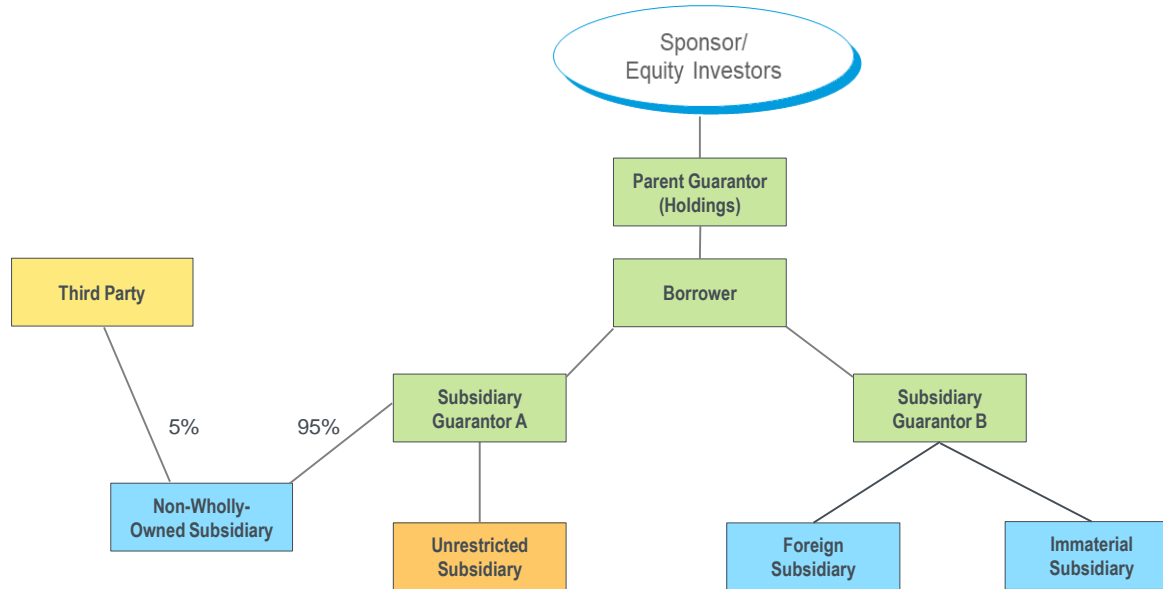 Sponsor/
Equity Investors
Parent Guarantor
(Holdings)
Third Party
Borrower
Subsidiary
Guarantor A
Subsidiary
Guarantor B
5%
95%
Non-Wholly-
Owned Subsidiary
Unrestricted
Subsidiary
Foreign
Subsidiary
Immaterial
Subsidiary